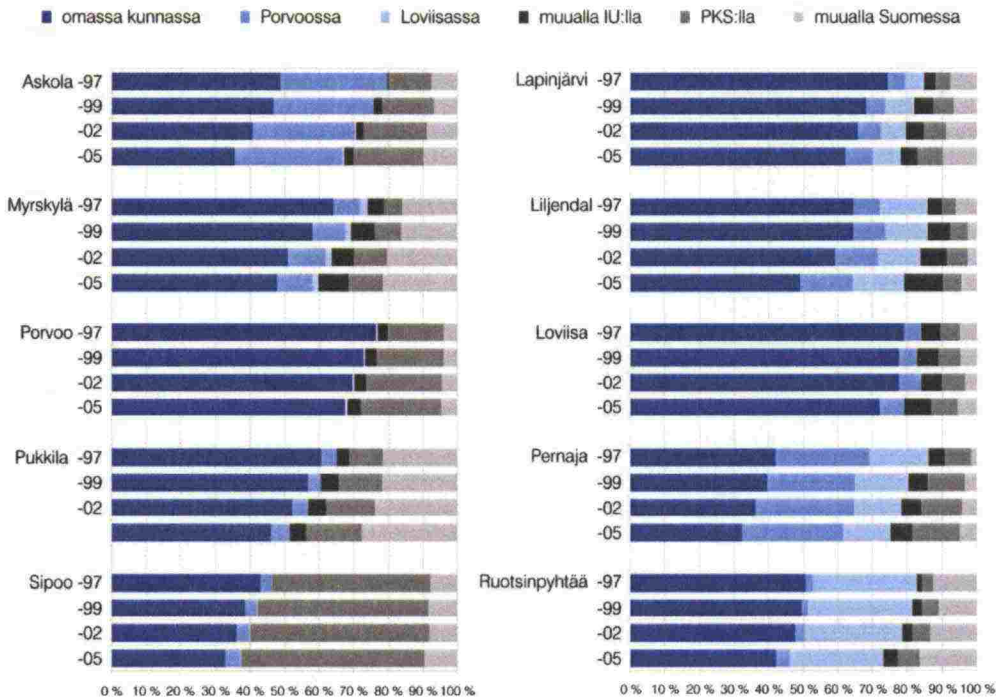 omassa kunnassa Porvoossa Loviisassa muualla IU:lla PKS:lla muualla Suomessa
Askola -97
-99
-02
-05
Myrskylä -97
-99
-02
-05
Porvoo -97
-99
-02
-05
Pukkila -97
-99
-02
Sipoo -97
-99
-02
-05
0 % 10 % 20 % 30 % 40 % 50 % 60 % 70 % 80 % 90 % 100 %
Lapinjärvi -97
-99
-02
-05
Liljendal -97
-99
-02
-05
Loviisa -97
-99
-02
-05
Pernaja -97
-99
-02
-05
Ruotsinpyhtää -97
-99
-02
-05
0 % 10 % 20 % 30 % 40 % 50 % 60 % 70 % 80 % 90 % 100 %